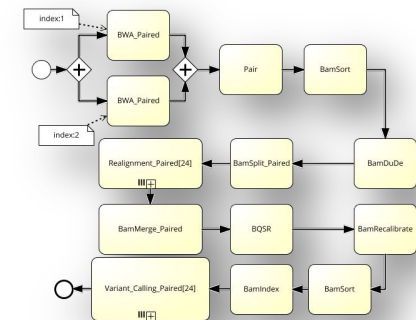 index:1
BWA_Paired
BWA_Paired
index:2
Pair
BamSort
Realignment_Paired[24]
BamSplit_Paired
BamDuDe
BamMerge_Paired
BQSR
BamRecalibrate
Variant_Calling_Paired[24]
BamIndex
BamSort